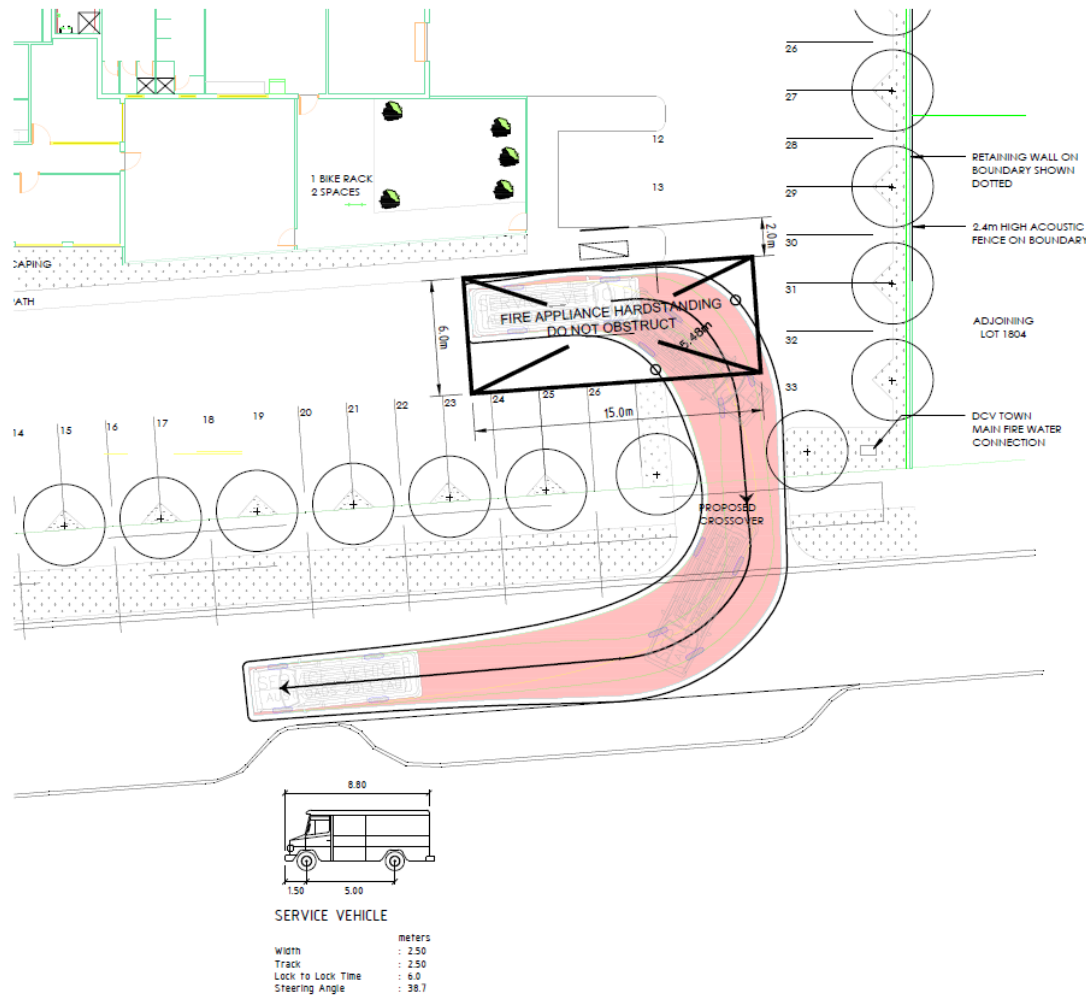 26
27
28
29
30
31
32
33
12
13
RETAINING WALL ON
BOUNDARY SHOWN
DOTTED
2.4m HIGH ACOUSTIC
FENCE ON BOUNDARY
1 BIKE RACK
2 SPACES
2.0m
CAPING
ATH
FIRE APPLIANCE HARDSTANDING
DO NOT OBSTRUCT
6.0m
5.48m
15.0m
ADJOINING
LOT 1804
DCV TOWN
MAIN FIRE WATER
CONNECTION
14
15
16
17
18
19
20
21
22
23
24
25
26
PROPOSED
CROSSOVER
SERVICE VEHICLE
8.80
1.50
5.00
SERVICE VEHICLE
meters
Width : 2.50
Track : 2.50
Lock to Lock Time : 6.0
Steering Angle : 38.7